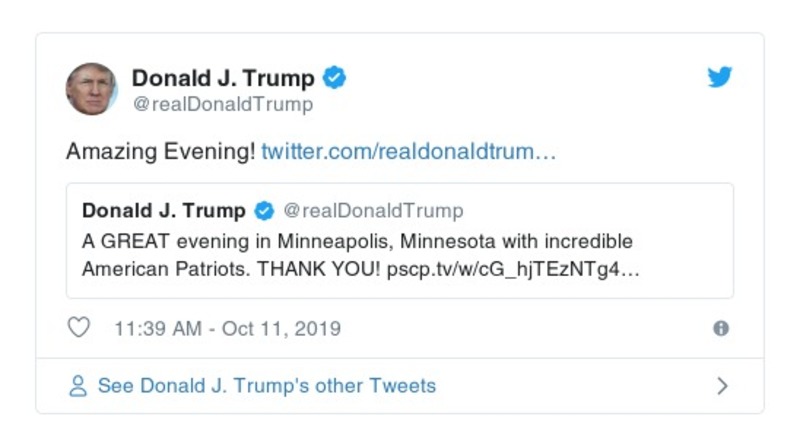 Donald J. Trump
@realDonaldTrump
Amazing Evening! twitter.com/realdonaldtrum…
Donald J. Trump @realDonaldTrump
A GREAT evening in Minneapolis, Minnesota with incredible
American Patriots. THANK YOU! pscp.tv/w/cG_hjTEzNTg4…
11:39 AM - Oct 11, 2019
See Donald J. Trump's other Tweets